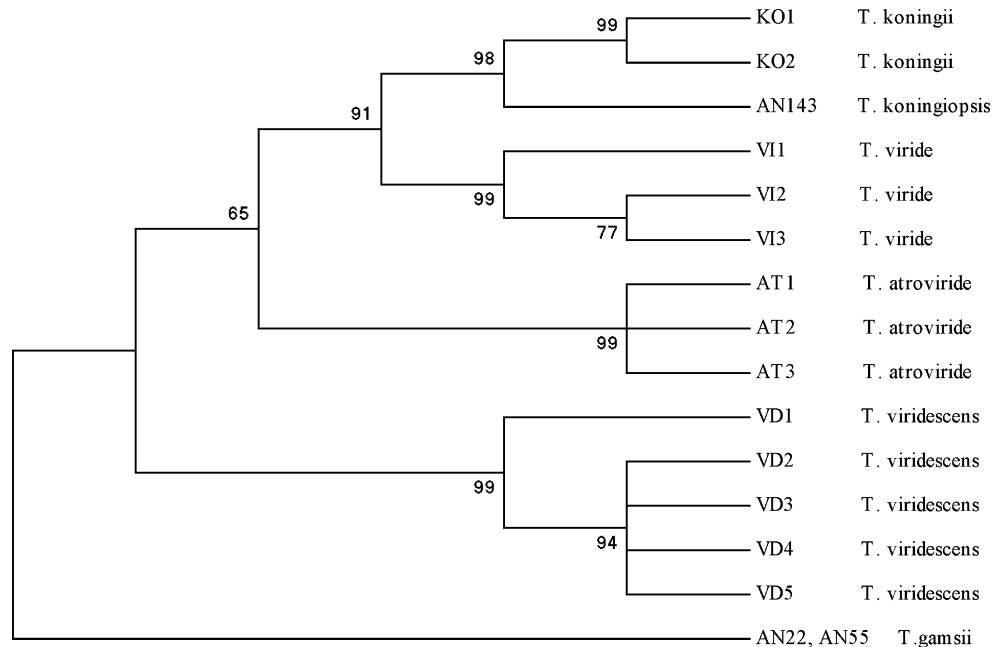 99 KO1 T. koningii
KO2 T. koningii
98
AN143 T. koningiopsis
91
VI1 T. viride
99
VI2 T. viride
77
VI3 T. viride
65
AT1 T. atroviride
AT2 T. atroviride
99
AT3 T. atroviride
VD1 T. viridescens
VD2 T. viridescens
99
VD3 T. viridescens
VD4 T. viridescens
94
VD5 T. viridescens
AN22, AN55 T.gamsii